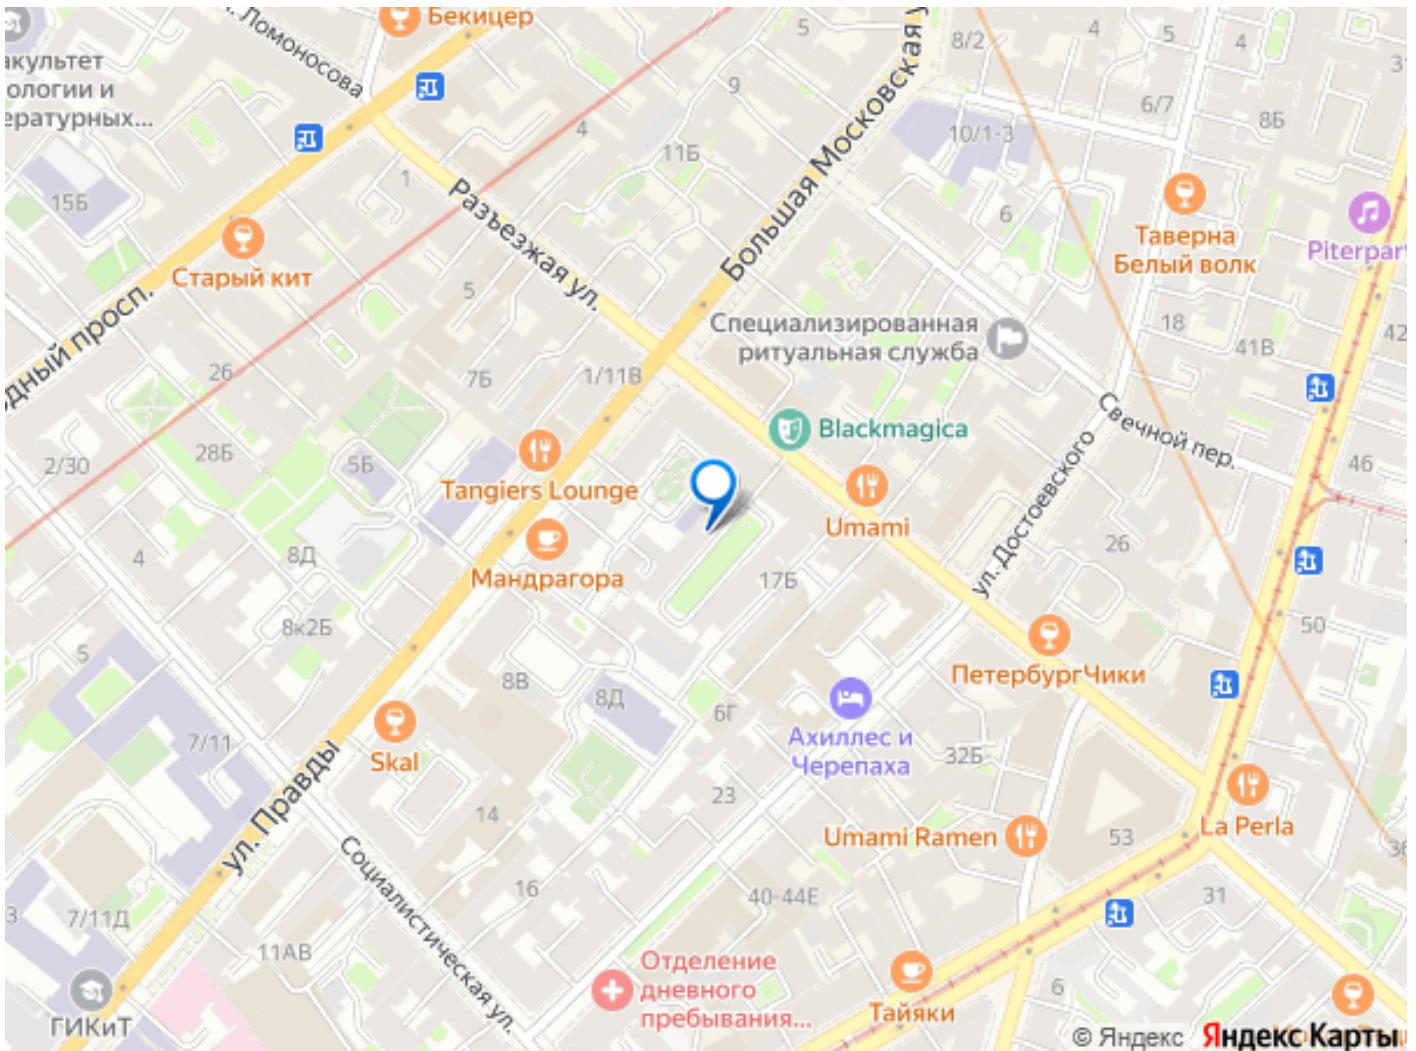 Бекицер
Ломоносова
акультет
ологии и
ературных...
15Б
Старый кит
1
4
5
9
11Б
Большая Московская у
8/2
4
5
4
6/7
8Б
10/1-3
6
Таверна
Белый волк
Piterpar
Разъезжая ул.
5
дный просп.
26
28Б
2/30
5Б
7Б
1/11В
Специализированная
ритуальная служба
18
41В
42
Свечной пер.
46
Blackmagica
Tangiers Lounge
Umami
ул. Достоевского
26
Мандрагора
4
8Д
17Б
8к2Б
5
50
ПетербургЧики
8В
8Д
6Г
Ахиллес и
Черепаха
32Б
7/11
Skal
ул. Правды
14
23
Umami Ramen
53
La Perla
36
Социалистическая ул.
16
40-44Е
31
3
7/11Д
11АВ
Отделение
дневного
пребывания...
Тайяки
6
ГИКиТ
© Яндекс Яндекс Карты